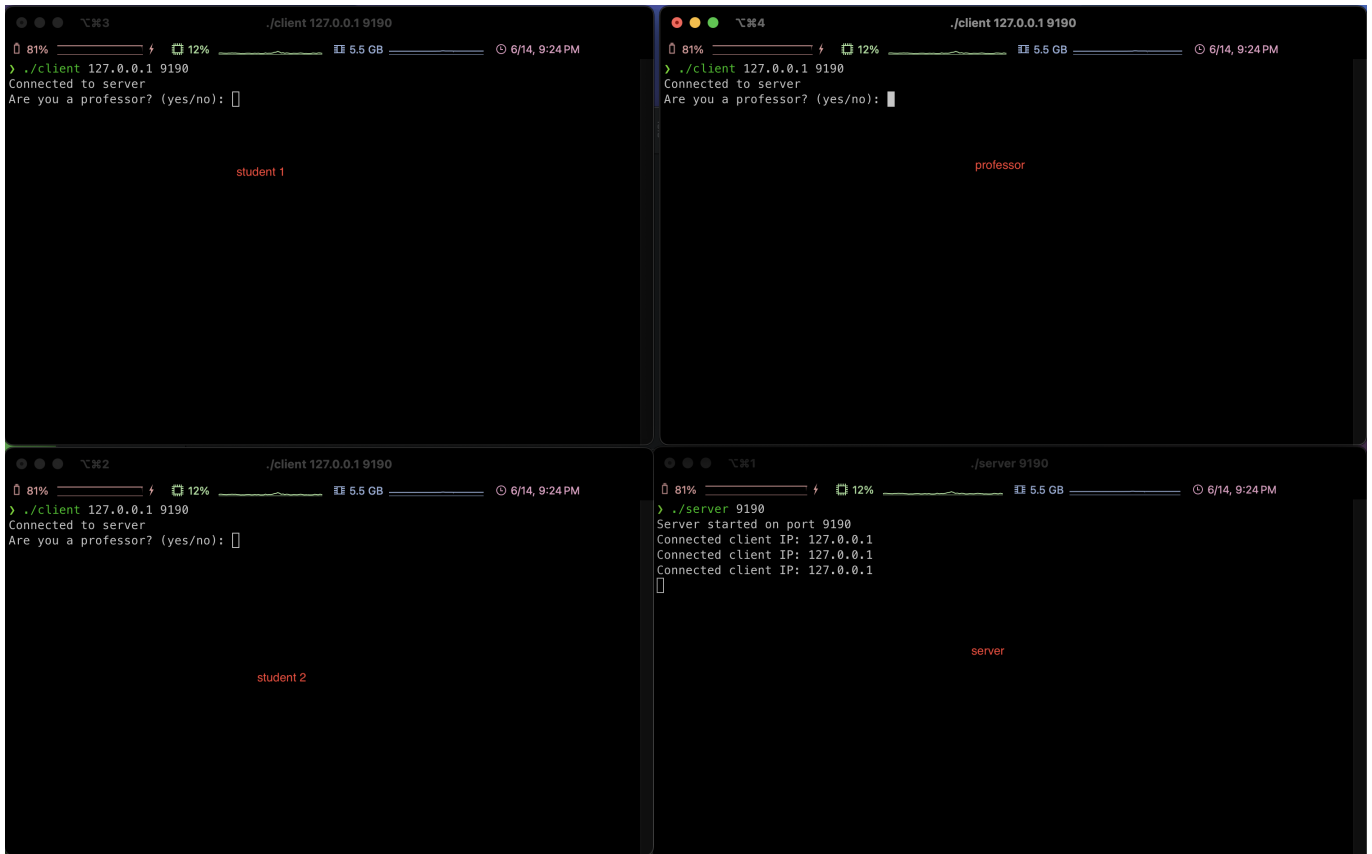 ⌥⌘3 ./client 127.0.0.1 9190
81% 12% 5.5 GB 6/14, 9:24 PM
❯ ./client 127.0.0.1 9190
Connected to server
Are you a professor? (yes/no):
student 1
⌥⌘4 ./client 127.0.0.1 9190
81% 12% 5.5 GB 6/14, 9:24 PM
❯ ./client 127.0.0.1 9190
Connected to server
Are you a professor? (yes/no):
professor
⌥⌘2 ./client 127.0.0.1 9190
81% 12% 5.5 GB 6/14, 9:24 PM
❯ ./client 127.0.0.1 9190
Connected to server
Are you a professor? (yes/no):
student 2
⌥⌘1 ./server 9190
81% 12% 5.5 GB 6/14, 9:24 PM
❯ ./server 9190
Server started on port 9190
Connected client IP: 127.0.0.1
Connected client IP: 127.0.0.1
Connected client IP: 127.0.0.1
server